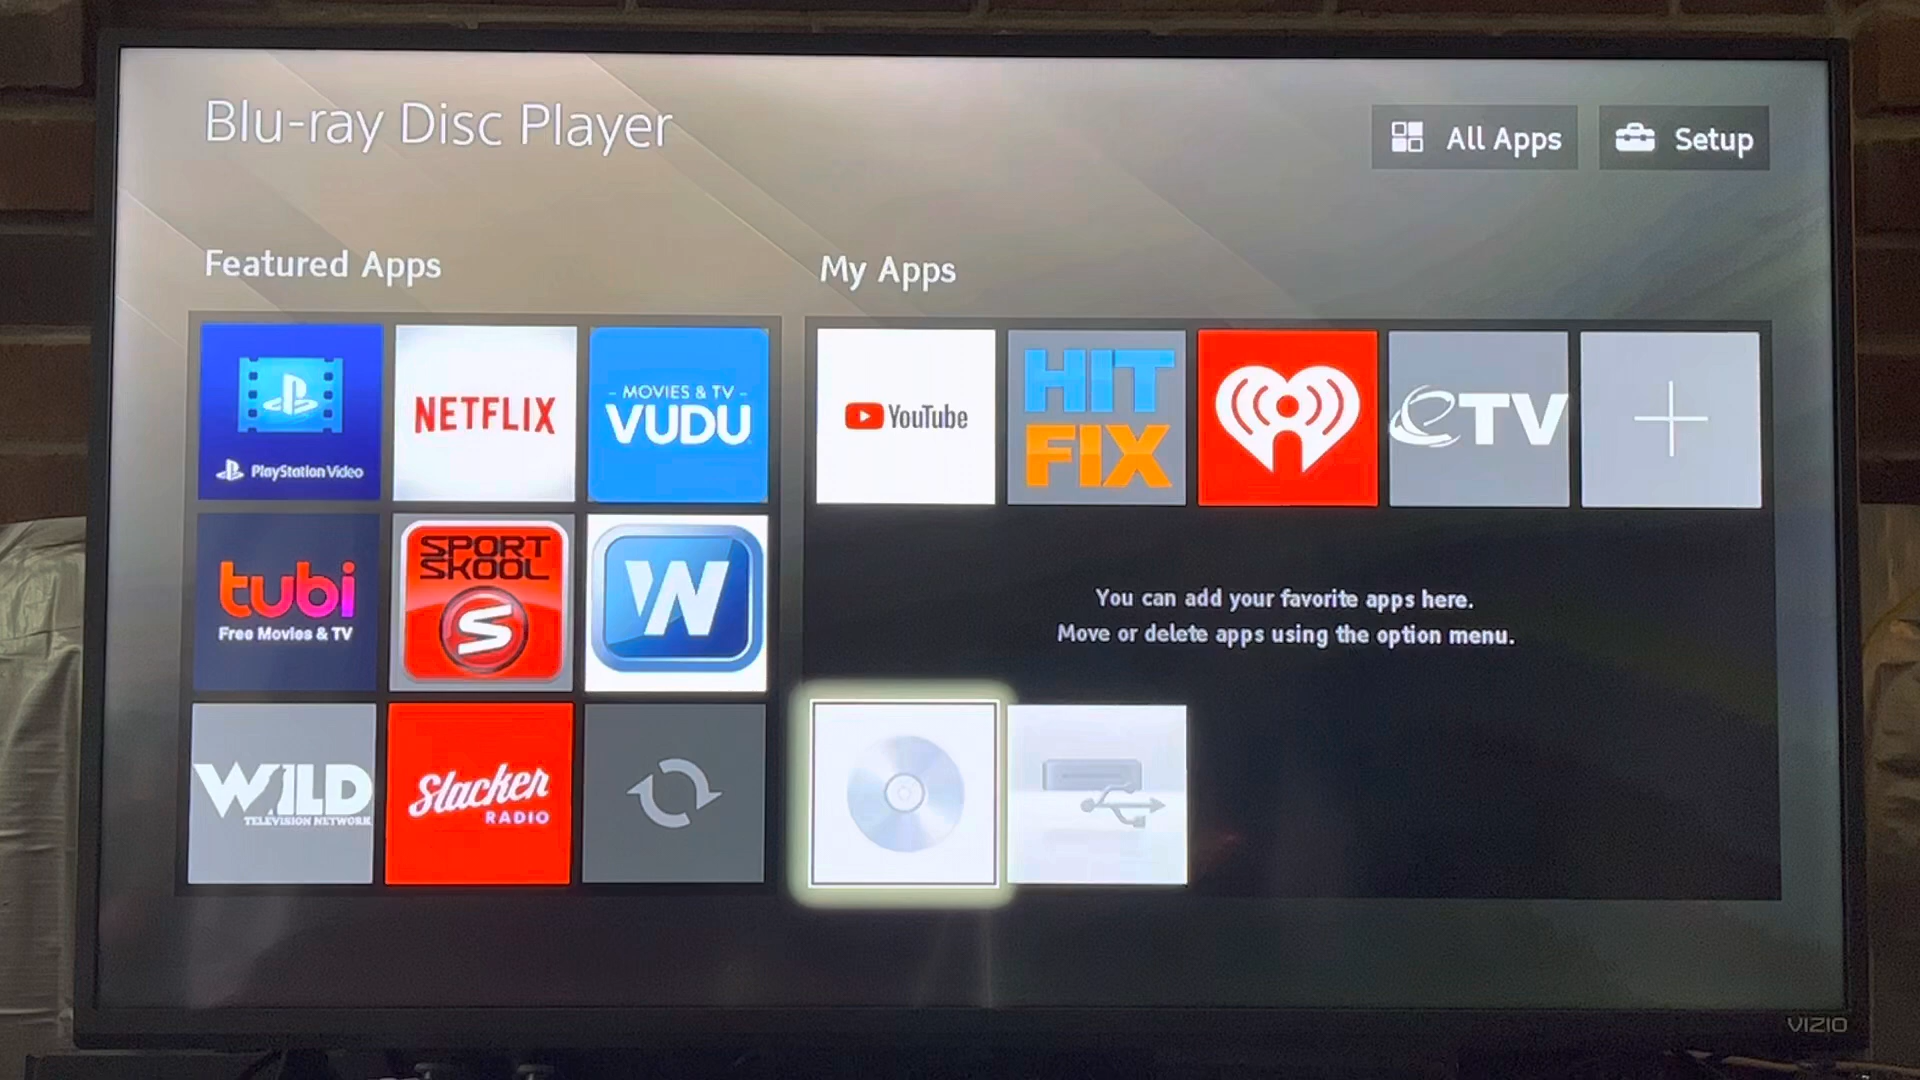 Blu-ray Disc Player
All Apps
Setup
Featured Apps
My Apps
PlayStation Video
NETFLIX
- MOVIES & TV -
VUDU
YouTube
HIT
FIX
eTV
tubi
Free Movies & TV
SPORT
SKOOL
S
W
You can add your favorite apps here.
Move or delete apps using the option menu.
WILD
TELEVISION NETWORK
Slacker
RADIO
VIZIO